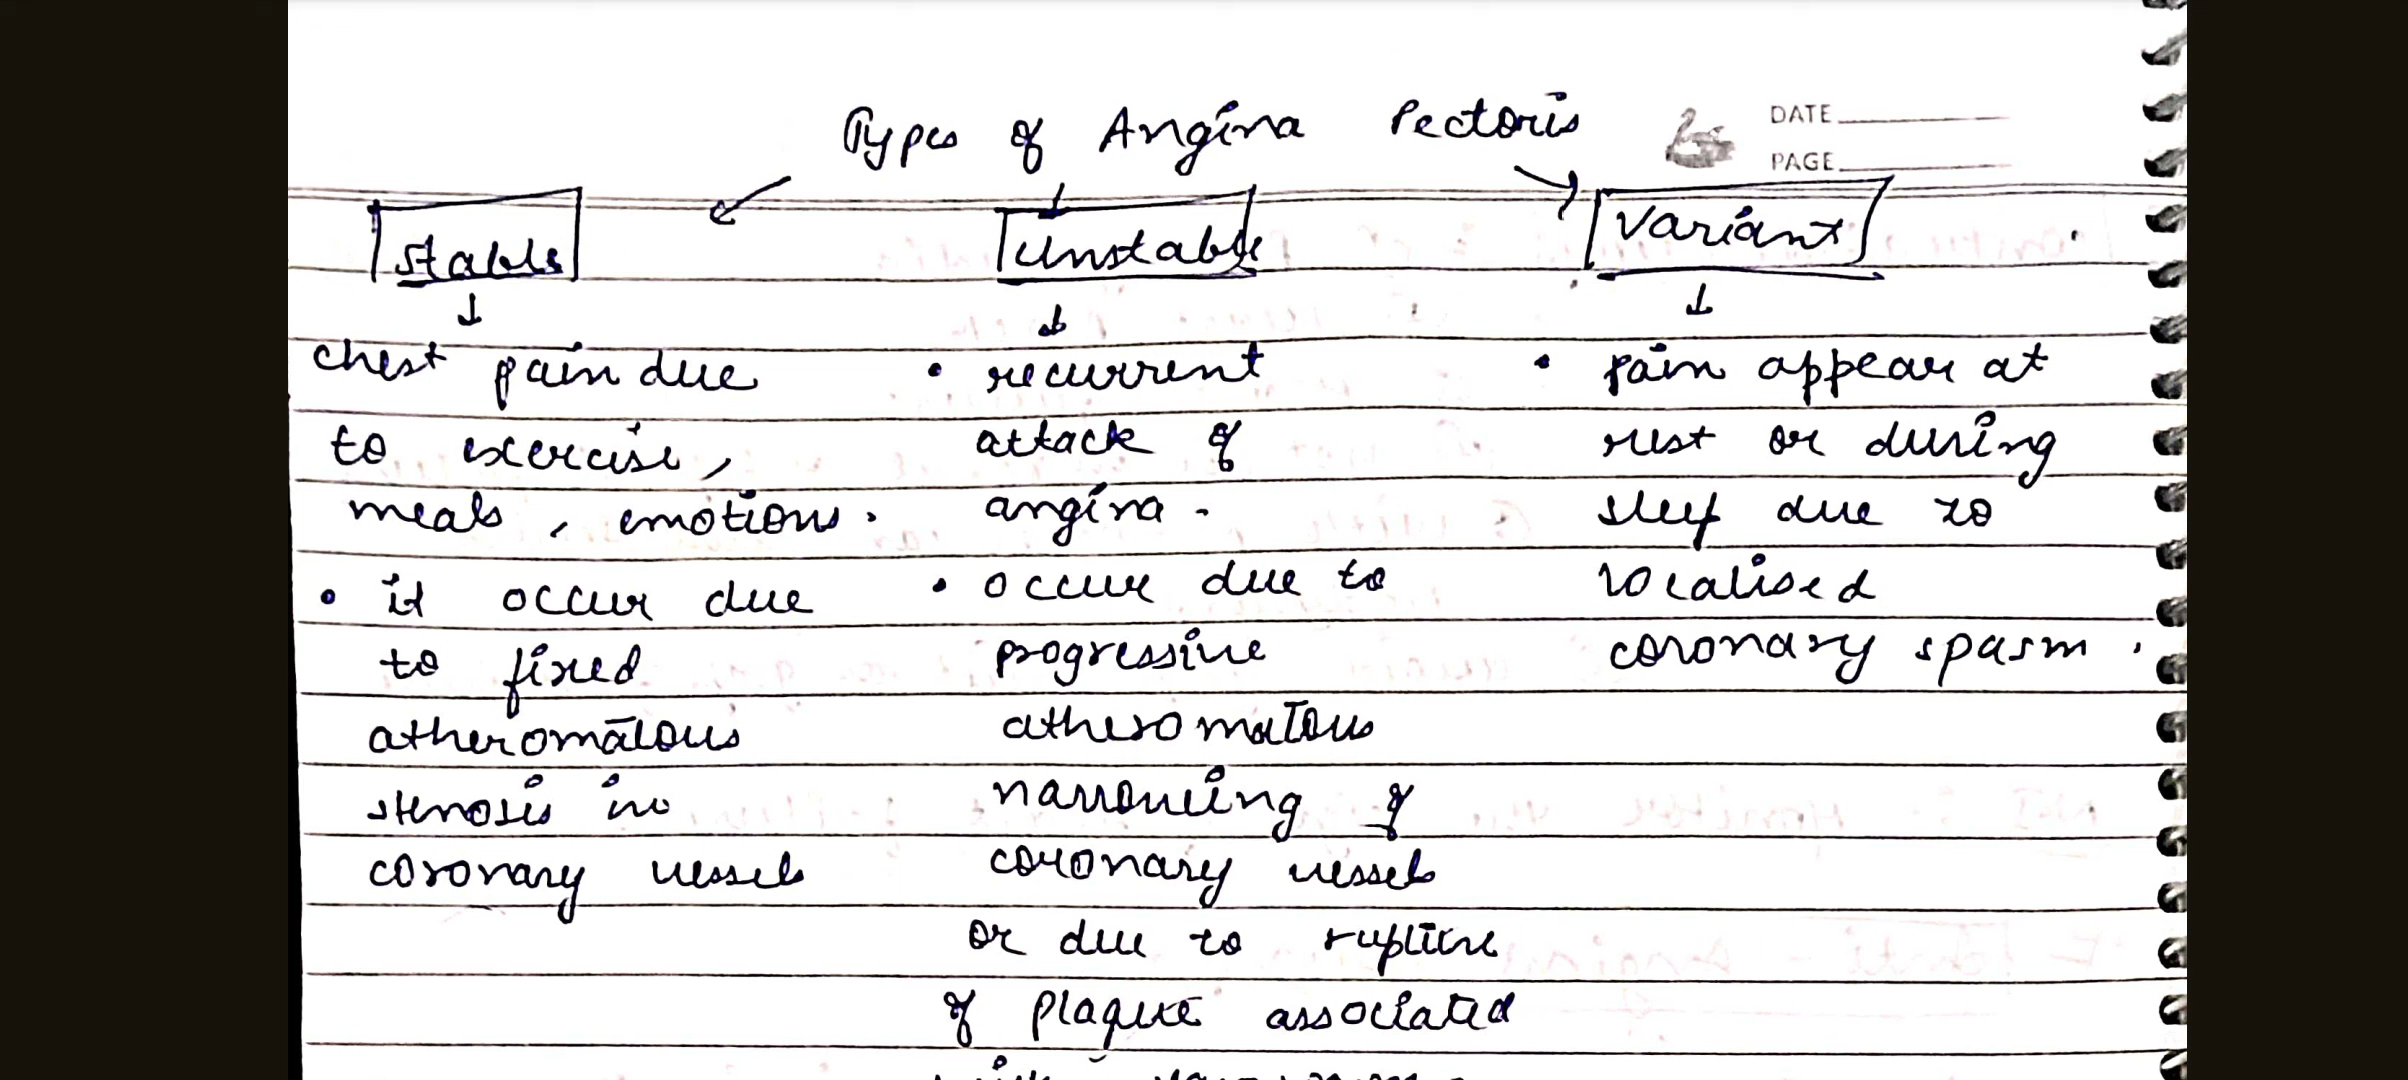 Types of Angina Pectoris
DATE
PAGE
Stable
Unstable
Variant
chest pain due
to exercise,
meals, emotions.
• it occur due
to fixed
atheromatous
stenosis in
coronary vessels
• recurrent
attack of
angina.
• occur due to
progressive
atheromatous
narrowing of
coronary vessels
or due to rupture
of plaque associated
• pain appear at
rest or during
sleep due to
localised
coronary spasm.